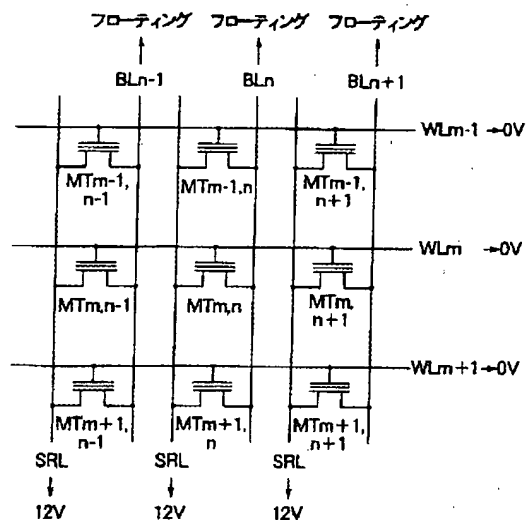 フローティング フローティング フローティング
BLn-1 BLn BLn+1
WLm-1→0V
MTm-1,n-1 MTm-1,n MTm-1,n+1
WLm→0V
MTm,n-1 MTm,n MTm,n+1
WLm+1→0V
MTm+1,n-1 MTm+1,n MTm+1,n+1
SRL SRL SRL
12V 12V 12V